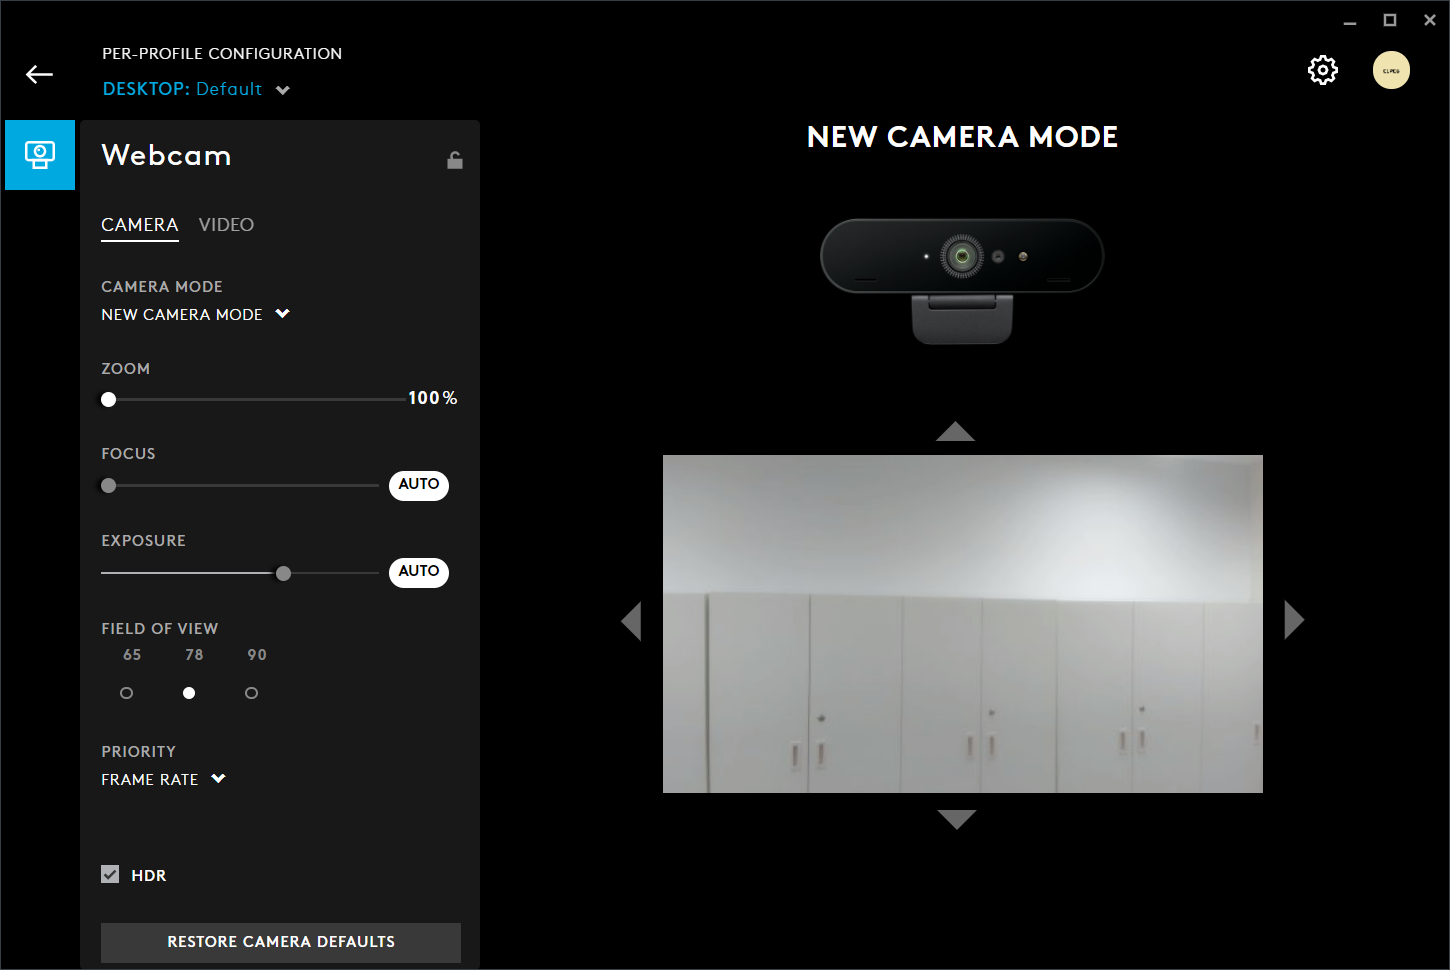 PER-PROFILE CONFIGURATION
DESKTOP: Default
Webcam
CAMERA VIDEO
CAMERA MODE
NEW CAMERA MODE
ZOOM
100%
FOCUS
AUTO
EXPOSURE
AUTO
FIELD OF VIEW
65 78 90
PRIORITY
FRAME RATE
HDR
RESTORE CAMERA DEFAULTS
NEW CAMERA MODE